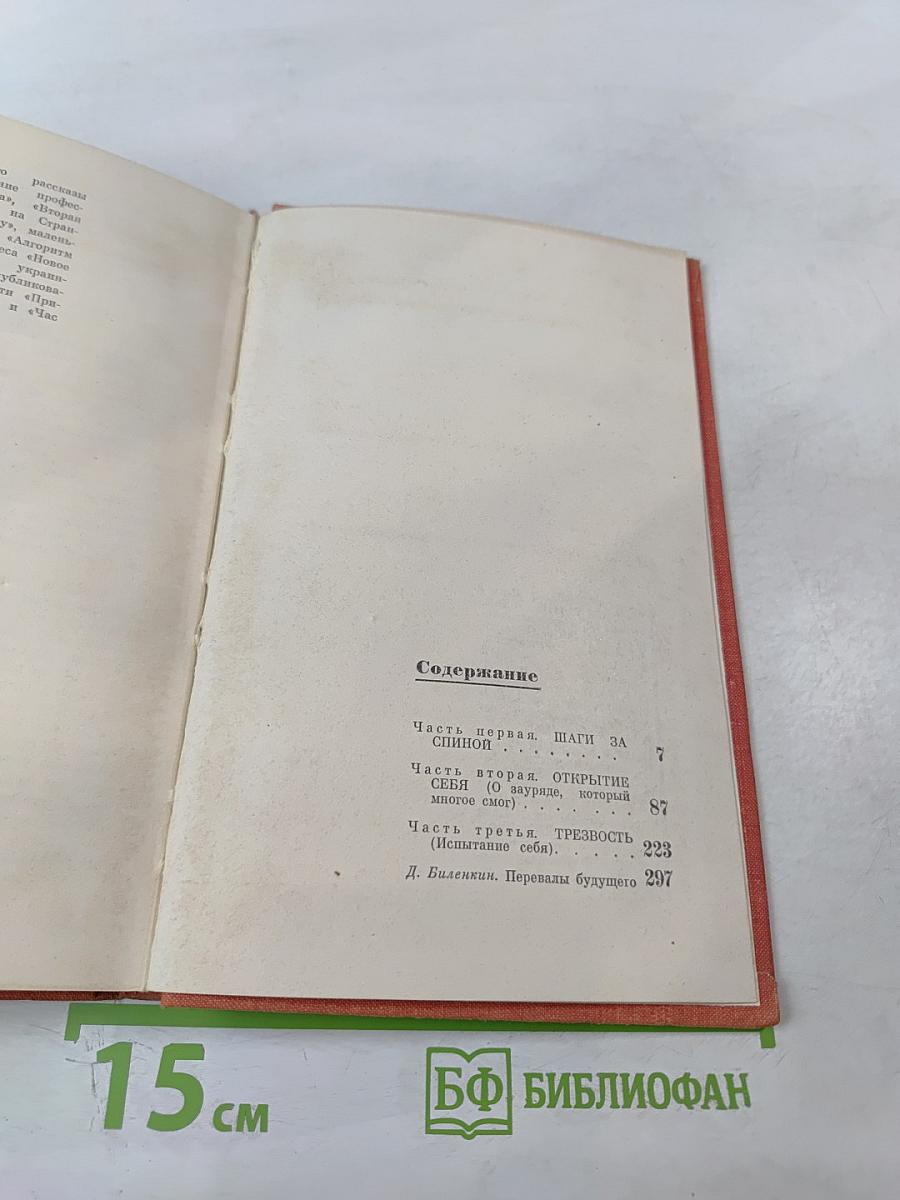 рассказы
профес-
«Вторая
на Стран-
малень-
«Алгоритм
«Новое
украин-
публикова-
«При-
и «Час
Содержание
Часть первая. ШАГИ ЗА
СПИНОЙ . . . . . . . . 7
Часть вторая. ОТКРЫТИЕ
СЕБЯ (О зауряде, который
многое смог) . . . . . . 87
Часть третья. ТРЕЗВОСТЬ
(Испытание себя). . . . . 223
Д. Биленкин. Перевалы будущего 297
15 см
БФ БИБЛИОФАН